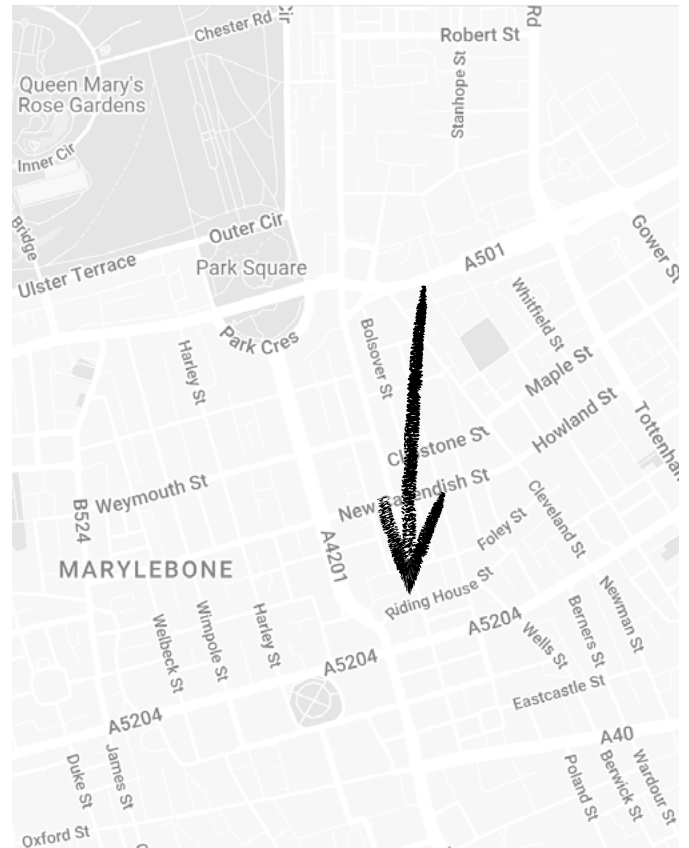 Chester Rd
Cir
Rd
Robert St
Stanhope St
Queen Mary's
Rose Gardens
Inner Cir
Bridge
Outer Cir
Gower St
Ulster Terrace
Park Square
A501
Whitfield St
Bolsover St
Park Cres
Harley St
Maple St
Howland St
Tottenham
St
New Cavendish St
Weymouth St
B524
Cleveland St
Foley St
A4201
MARYLEBONE
Riding House St
Newman St
Berners St
Harley St
Wimpole St
Welbeck St
A5204
Wells St
A5204
Eastcastle St
A5204
A40
James St
Duke St
Poland St
Berwick St
Wardour St
Oxford St